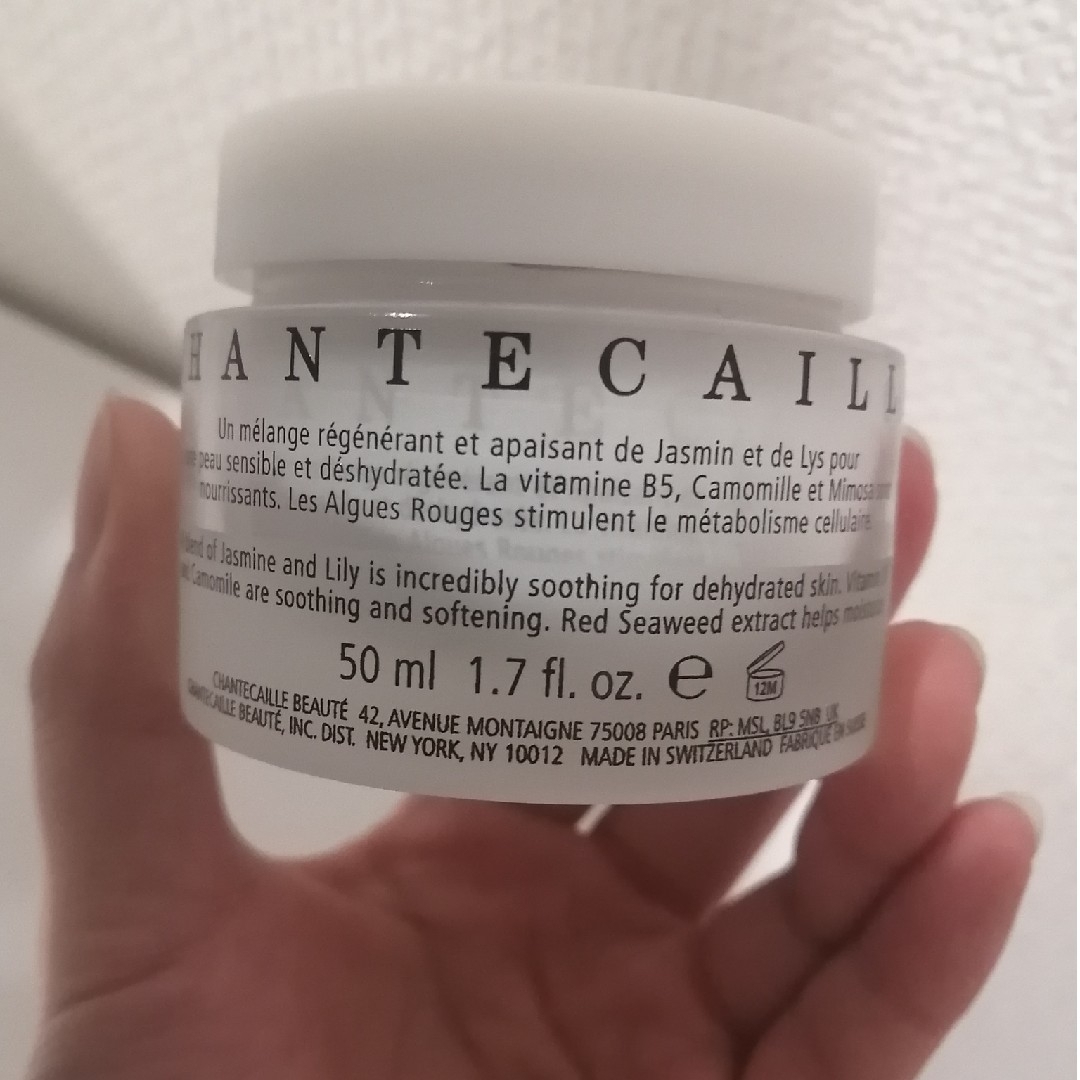 HANTECAILL
Un mélange régénérant et apaisant de Jasmin et de Lys pour
peau sensible et déshydratée. La vitamine B5, Camomille et Mimosa
nourrissants. Les Algues Rouges stimulent le métabolisme cellulaire
of Jasmine and Lily is incredibly soothing for dehydrated skin.
Camomile are soothing and softening. Red Seaweed extract helps
50 ml 1.7 fl. oz. e 12M
CHANTECAILLE BEAUTÉ 42, AVENUE MONTAIGNE 75008 PARIS RP: MSL, BL9 5NB UK
CHANTECAILLE BEAUTÉ, INC. DIST. NEW YORK, NY 10012 MADE IN SWITZERLAND FABRIQUÉ EN SUISSE